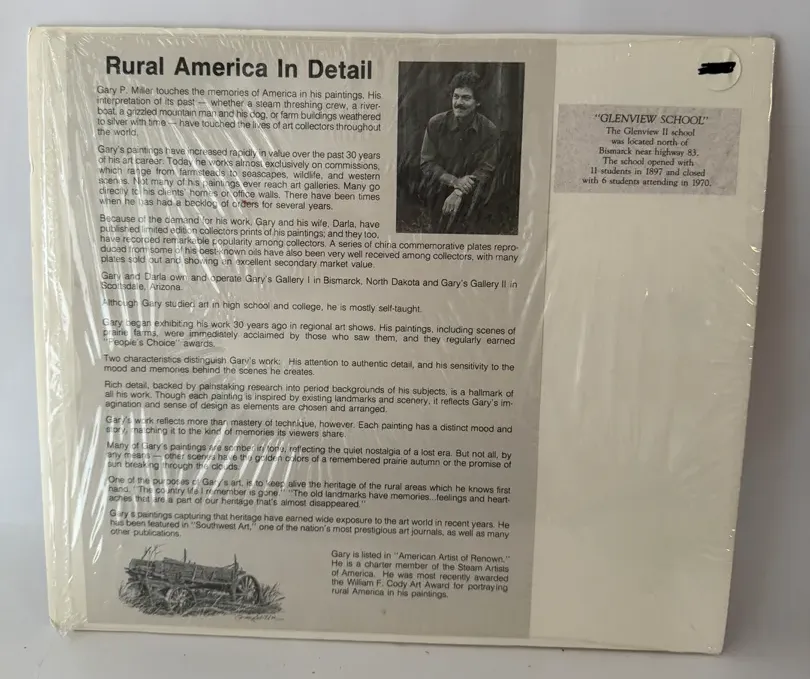 Rural America In Detail
Gary P. Miller touches the memories of America in his paintings. His
interpretation of its past — whether a steam threshing crew, a river-
boat, a grizzled mountain man and his dog, or farm buildings weathered
to silver with time — have touched the lives of art collectors throughout
the world.
Gary's paintings have increased rapidly in value over the past 30 years
of his art career. Today he works almost exclusively on commissions,
which range from farmsteads to seascapes, wildlife, and western
scenes. Not many of his paintings ever reach art galleries. Many go
directly to his clients' homes or office walls. There have been times
when he has had a backlog of orders for several years.
Because of the demand for his work, Gary and his wife, Darla, have
published limited edition collectors prints of his paintings; and they too,
have recorded remarkable popularity among collectors. A series of china commemorative plates repro-
duced from some of his best-known oils have also been very well received among collectors, with many
plates sold out and showing an excellent secondary market value.
Gary and Darla own and operate Gary's Gallery I in Bismarck, North Dakota and Gary's Gallery II in
Scottsdale, Arizona.
Although Gary studied art in high school and college, he is mostly self-taught.
Gary began exhibiting his work 30 years ago in regional art shows. His paintings, including scenes of
prairie farms, were immediately acclaimed by those who saw them, and they regularly earned
"People's Choice" awards.
Two characteristics distinguish Gary's work: His attention to authentic detail, and his sensitivity to the
mood and memories behind the scenes he creates.
Rich detail, backed by painstaking research into period backgrounds of his subjects, is a hallmark of
all his work. Though each painting is inspired by existing landmarks and scenery, it reflects Gary's im-
agination and sense of design as elements are chosen and arranged.
Gary's work reflects more than mastery of technique, however. Each painting has a distinct mood and
story, matching it to the kind of memories its viewers share.
Many of Gary's paintings are somber in tone, reflecting the quiet nostalgia of a lost era. But not all, by
any means — other scenes have the golden colors of a remembered prairie autumn or the promise of
sun breaking through the clouds.
One of the purposes of Gary's art, is to keep alive the heritage of the rural areas which he knows first
hand. "The country life I remember is gone." "The old landmarks have memories...feelings and heart-
aches that are a part of our heritage that's almost disappeared."
Gary's paintings capturing that heritage have earned wide exposure to the art world in recent years. He
has been featured in "Southwest Art," one of the nation's most prestigious art journals, as well as many
other publications.
Gary is listed in "American Artist of Renown."
He is a charter member of the Steam Artists
of America. He was most recently awarded
the William F. Cody Art Award for portraying
rural America in his paintings.
"GLENVIEW SCHOOL"
The Glenview II school
was located north of
Bismarck near highway 83.
The school opened with
11 students in 1897 and closed
with 6 students attending in 1970.